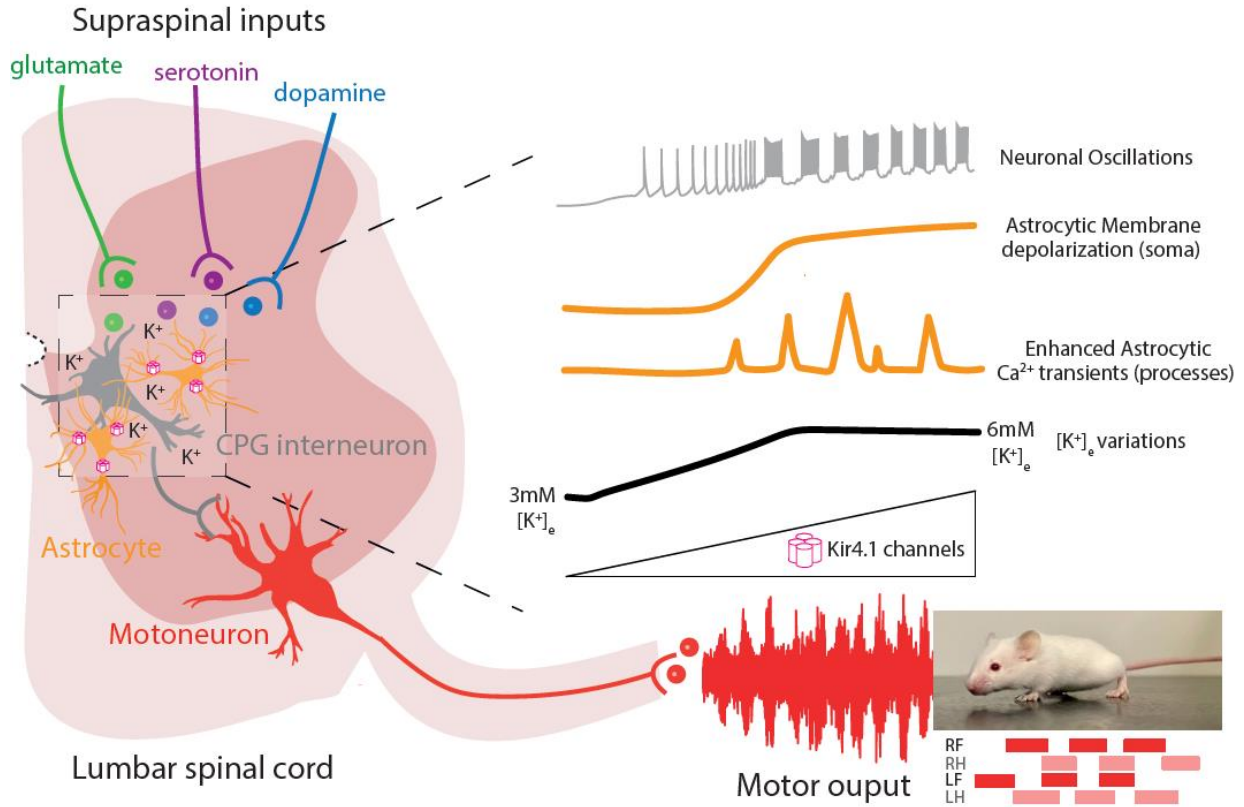 Supraspinal inputs
glutamate
serotonin
dopamine
Neuronal Oscillations
Astrocytic Membrane
depolarization (soma)
Enhanced Astrocytic
Ca²⁺ transients (processes)
K⁺
K⁺
K⁺
K⁺
K⁺
CPG interneuron
Astrocyte
Motoneuron
6mM
[K⁺]ₑ
[K⁺]ₑ variations
3mM
[K⁺]ₑ
Kir4.1 channels
Lumbar spinal cord
Motor ouput
RF
RH
LF
LH